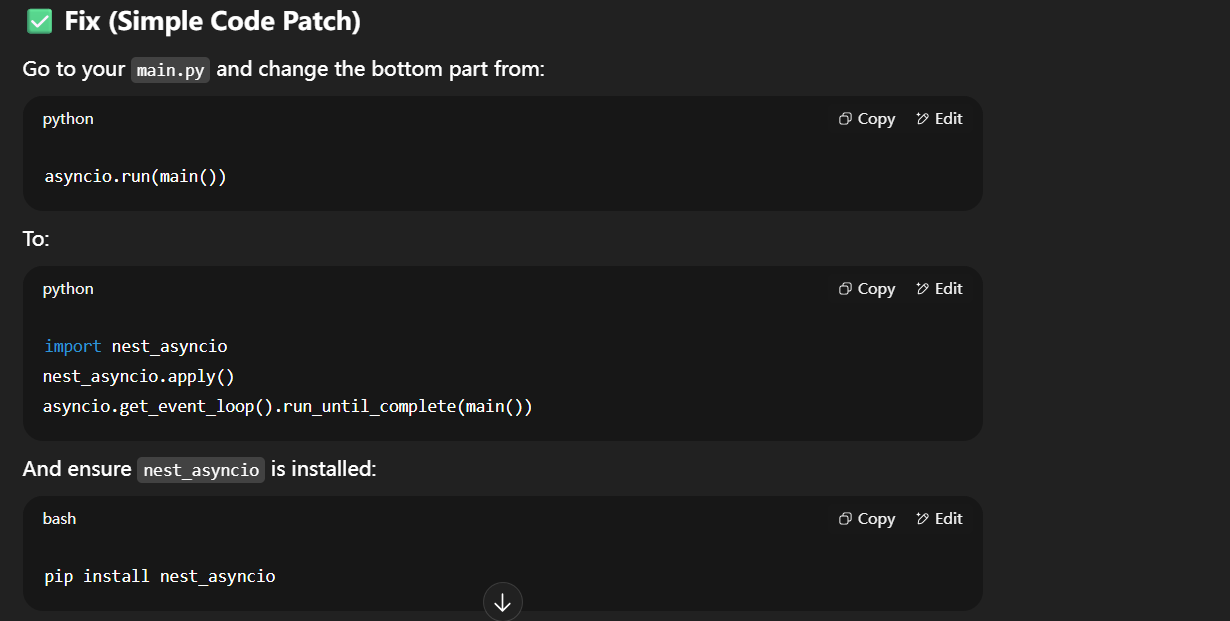 ✅ Fix (Simple Code Patch)
Go to your main.py and change the bottom part from:
python Copy Edit
asyncio.run(main())
To:
python Copy Edit
import nest_asyncio
nest_asyncio.apply()
asyncio.get_event_loop().run_until_complete(main())
And ensure nest_asyncio is installed:
bash Copy Edit
pip install nest_asyncio